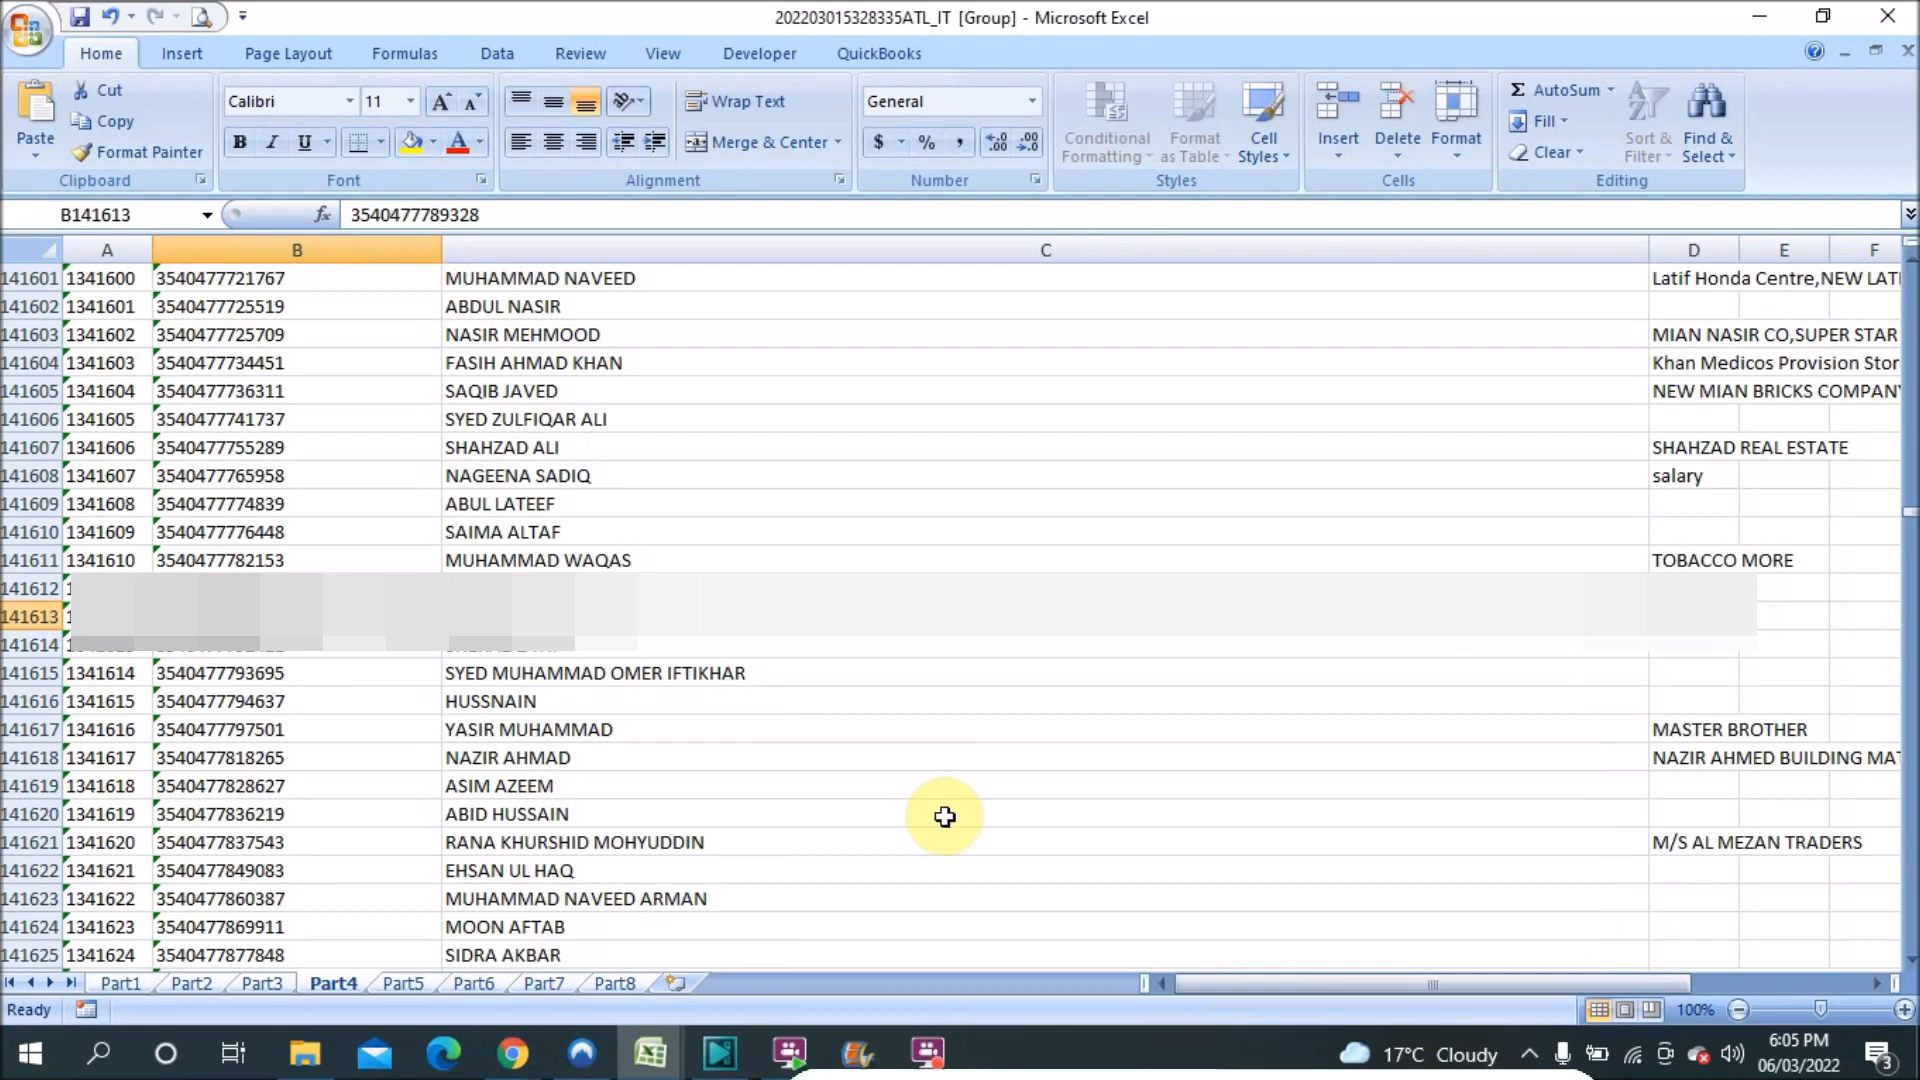 202203015328335ATL_IT [Group] - Microsoft Excel
Home Insert Page Layout Formulas Data Review View Developer QuickBooks
Paste Cut Copy Format Painter Clipboard
Calibri 11 B I U Font
Wrap Text Merge & Center Alignment
General $ % , Number
Conditional Formatting Format as Table Cell Styles Styles
Insert Delete Format Cells
Σ AutoSum Fill Clear Sort & Filter Find & Select Editing
B141613 fx 3540477789328
A B C D E F
141601 1341600 3540477721767 MUHAMMAD NAVEED Latif Honda Centre,NEW LATI
141602 1341601 3540477725519 ABDUL NASIR
141603 1341602 3540477725709 NASIR MEHMOOD MIAN NASIR CO,SUPER STAR
141604 1341603 3540477734451 FASIH AHMAD KHAN Khan Medicos Provision Stor
141605 1341604 3540477736311 SAQIB JAVED NEW MIAN BRICKS COMPANY
141606 1341605 3540477741737 SYED ZULFIQAR ALI
141607 1341606 3540477755289 SHAHZAD ALI SHAHZAD REAL ESTATE
141608 1341607 3540477765958 NAGEENA SADIQ salary
141609 1341608 3540477774839 ABUL LATEEF
141610 1341609 3540477776448 SAIMA ALTAF
141611 1341610 3540477782153 MUHAMMAD WAQAS TOBACCO MORE
141612
141613
141614
141615 1341614 3540477793695 SYED MUHAMMAD OMER IFTIKHAR
141616 1341615 3540477794637 HUSSNAIN
141617 1341616 3540477797501 YASIR MUHAMMAD MASTER BROTHER
141618 1341617 3540477818265 NAZIR AHMAD NAZIR AHMED BUILDING MAT
141619 1341618 3540477828627 ASIM AZEEM
141620 1341619 3540477836219 ABID HUSSAIN
141621 1341620 3540477837543 RANA KHURSHID MOHYUDDIN M/S AL MEZAN TRADERS
141622 1341621 3540477849083 EHSAN UL HAQ
141623 1341622 3540477860387 MUHAMMAD NAVEED ARMAN
141624 1341623 3540477869911 MOON AFTAB
141625 1341624 3540477877848 SIDRA AKBAR
Part1 Part2 Part3 Part4 Part5 Part6 Part7 Part8
Ready 100%
17°C Cloudy 6:05 PM
06/03/2022 3